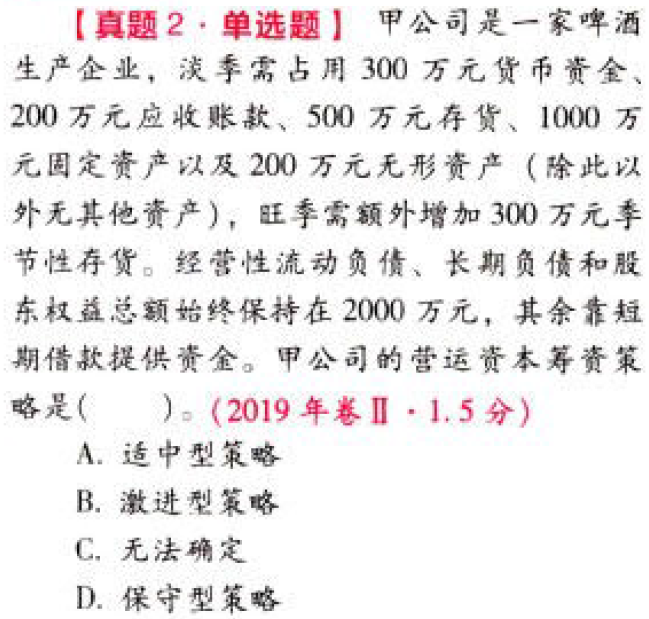 【真题2·单选题】 甲公司是一家啤酒
生产企业，淡季需占用 300 万元货币资金、
200 万元应收账款、500 万元存货、1000 万
元固定资产以及 200 万元无形资产（除此以
外无其他资产），旺季需额外增加 300 万元季
节性存货。经营性流动负债、长期负债和股
东权益总额始终保持在 2000 万元，其余靠短
期借款提供资金。甲公司的营运资本筹资策
略是( )。(2019 年卷Ⅱ·1.5 分)
A. 适中型策略
B. 激进型策略
C. 无法确定
D. 保守型策略